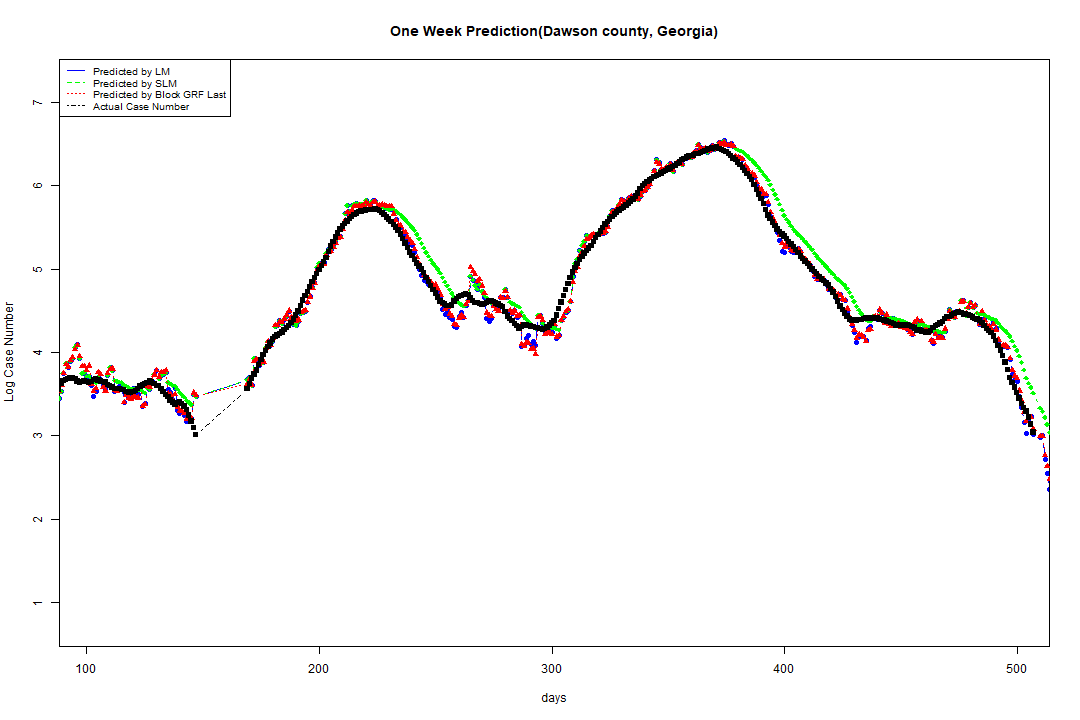 One Week Prediction(Dawson county, Georgia)
Predicted by LM
Predicted by SLM
Predicted by Block GRF Last
Actual Case Number
7
6
5
4
3
2
1
Log Case Number
100 200 300 400 500
days